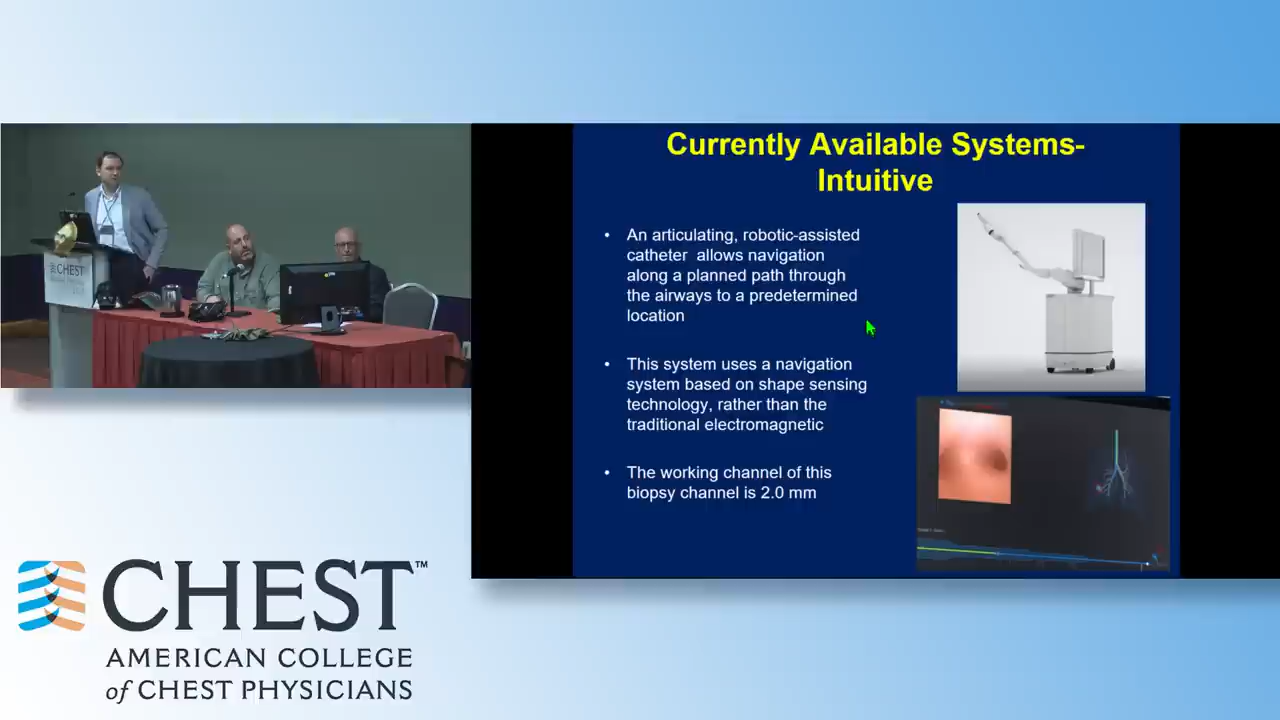 Currently Available Systems-
Intuitive
• An articulating, robotic-assisted
catheter allows navigation
along a planned path through
the airways to a predetermined
location
• This system uses a navigation
system based on shape sensing
technology, rather than the
traditional electromagnetic
• The working channel of this
biopsy channel is 2.0 mm
CHEST
CHEST™
AMERICAN COLLEGE
of CHEST PHYSICIANS